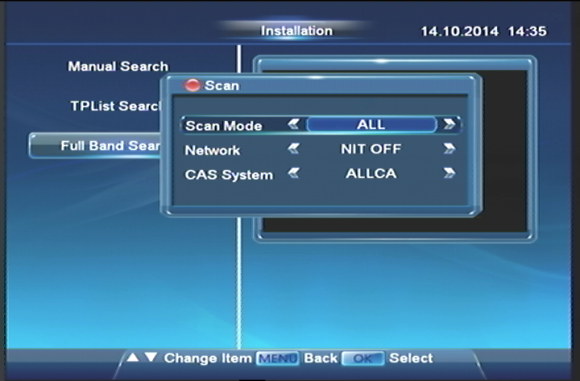 Installation 14.10.2014 14:35
Manual Search
TPList Searc
Full Band Sear
Scan
Scan Mode ALL
Network NIT OFF
CAS System ALLCA
Change Item MENU Back OK Select